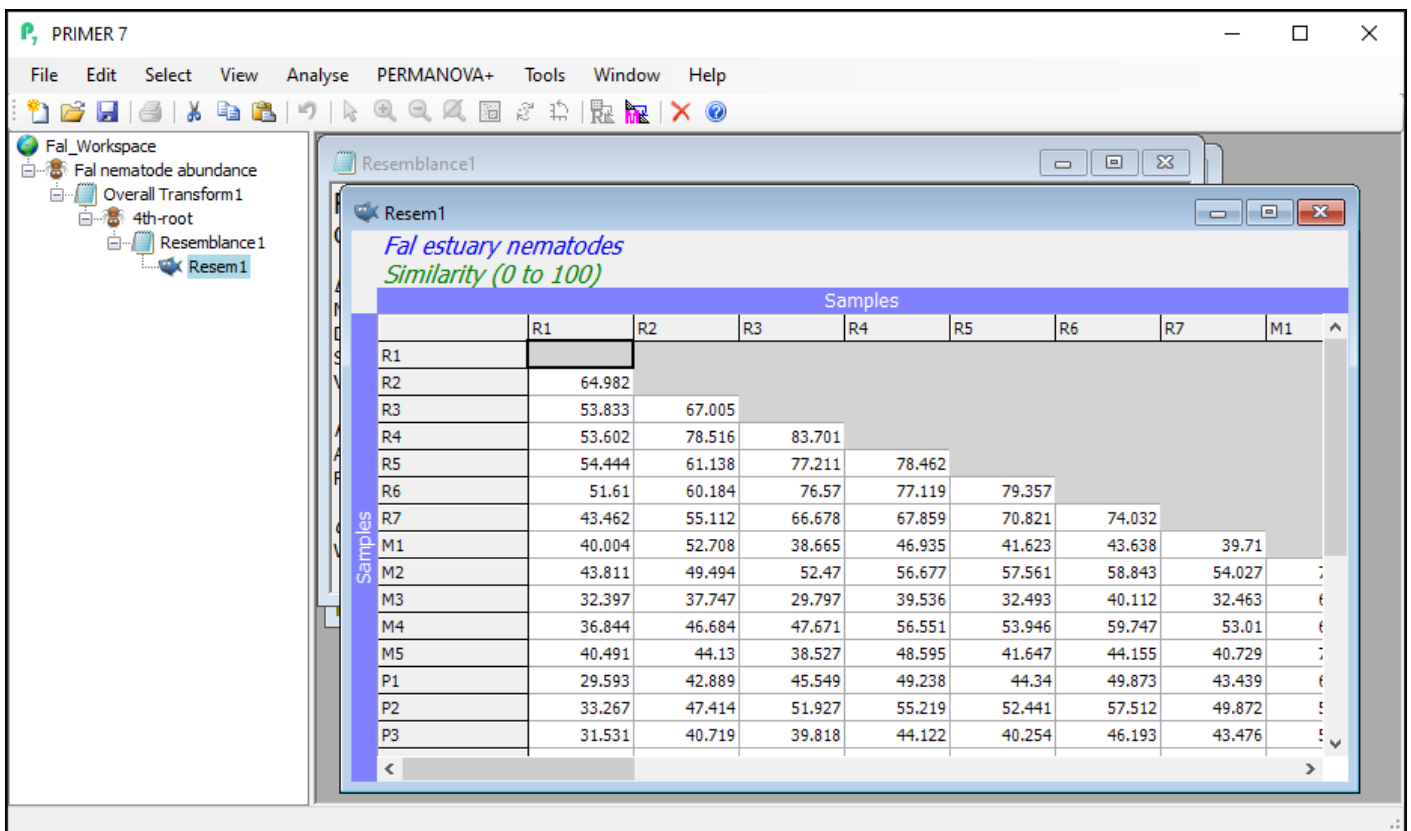 PRIMER 7
File Edit Select View Analyse PERMANOVA+ Tools Window Help
Fal_Workspace
Fal nematode abundance
Overall Transform1
4th-root
Resemblance1
Resem1
Resemblance1
Resem1
Fal estuary nematodes
Similarity (0 to 100)
Samples
R1 R2 R3 R4 R5 R6 R7 M1
Samples
R1
R2 64.982
R3 53.833 67.005
R4 53.602 78.516 83.701
R5 54.444 61.138 77.211 78.462
R6 51.61 60.184 76.57 77.119 79.357
R7 43.462 55.112 66.678 67.859 70.821 74.032
M1 40.004 52.708 38.665 46.935 41.623 43.638 39.71
M2 43.811 49.494 52.47 56.677 57.561 58.843 54.027
M3 32.397 37.747 29.797 39.536 32.493 40.112 32.463
M4 36.844 46.684 47.671 56.551 53.946 59.747 53.01
M5 40.491 44.13 38.527 48.595 41.647 44.155 40.729
P1 29.593 42.889 45.549 49.238 44.34 49.873 43.439
P2 33.267 47.414 51.927 55.219 52.441 57.512 49.872
P3 31.531 40.719 39.818 44.122 40.254 46.193 43.476